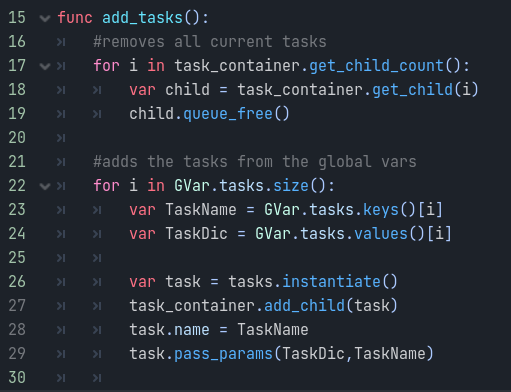 15 func add_tasks():
16 #removes all current tasks
17 for i in task_container.get_child_count():
18 var child = task_container.get_child(i)
19 child.queue_free()
20
21 #adds the tasks from the global vars
22 for i in GVar.tasks.size():
23 var TaskName = GVar.tasks.keys()[i]
24 var TaskDic = GVar.tasks.values()[i]
25
26 var task = tasks.instantiate()
27 task_container.add_child(task)
28 task.name = TaskName
29 task.pass_params(TaskDic,TaskName)
30